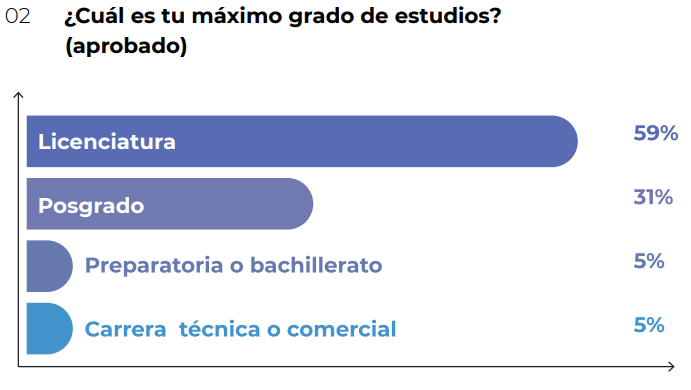 02 ¿Cuál es tu máximo grado de estudios?
(aprobado)
Licenciatura 59%
Posgrado 31%
Preparatoria o bachillerato 5%
Carrera técnica o comercial 5%